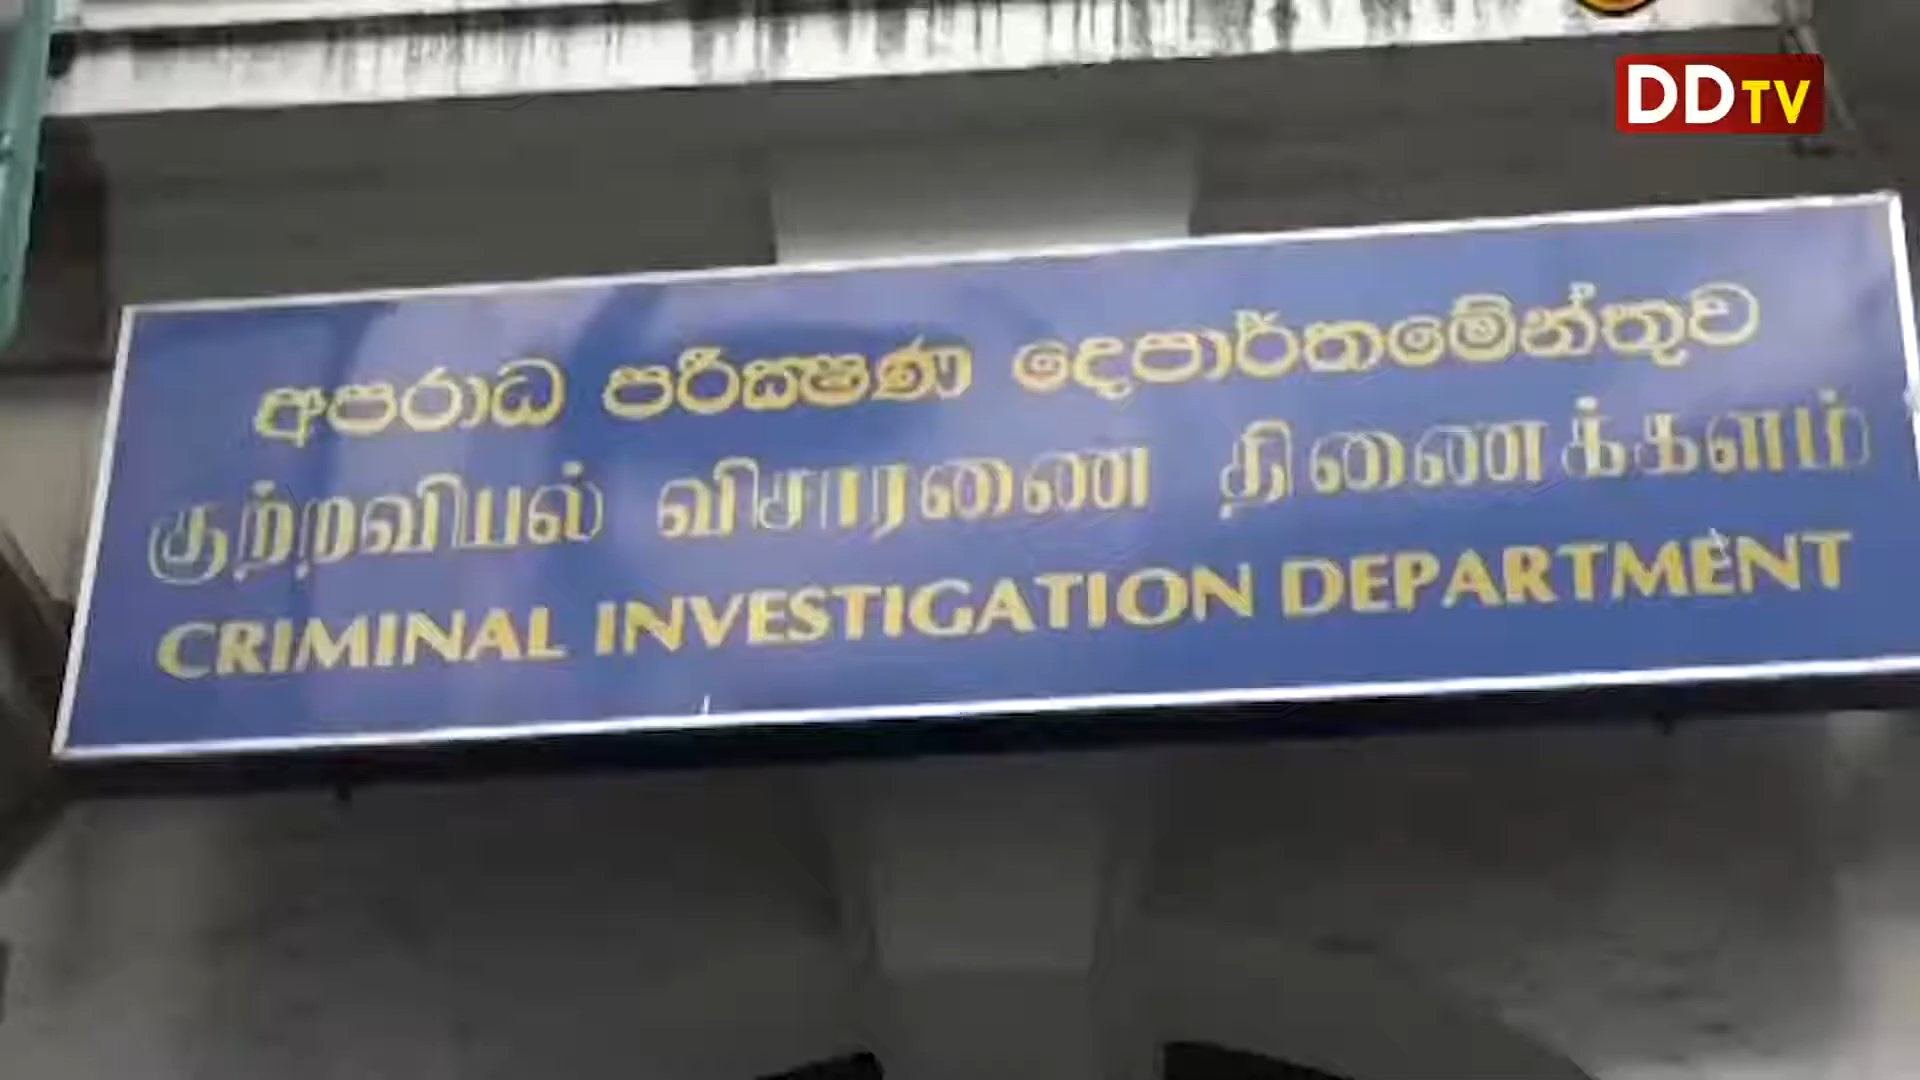 DDTV
අපරාධ පරීක්ෂණ දෙපාර්තමේන්තුව
குற்றவியல் விசாரணை திணைக்களம்
CRIMINAL INVESTIGATION DEPARTMENT